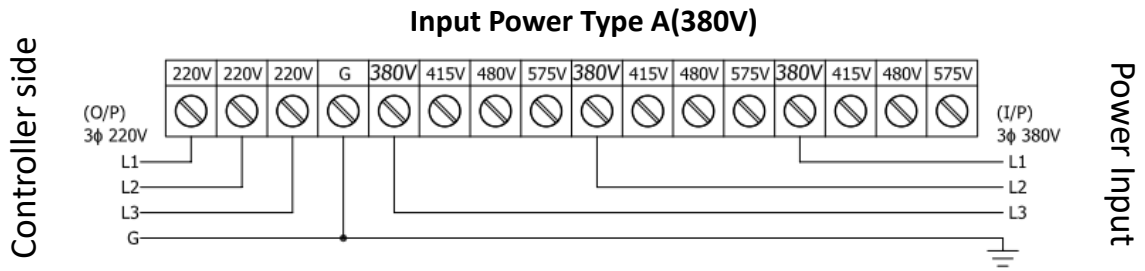 Input Power Type A(380V)
Controller side
220V 220V 220V G 380V 415V 480V 575V 380V 415V 480V 575V 380V 415V 480V 575V
(O/P)
3ϕ 220V
L1
L2
L3
G
(I/P)
3ϕ 380V
L1
L2
L3
Power Input